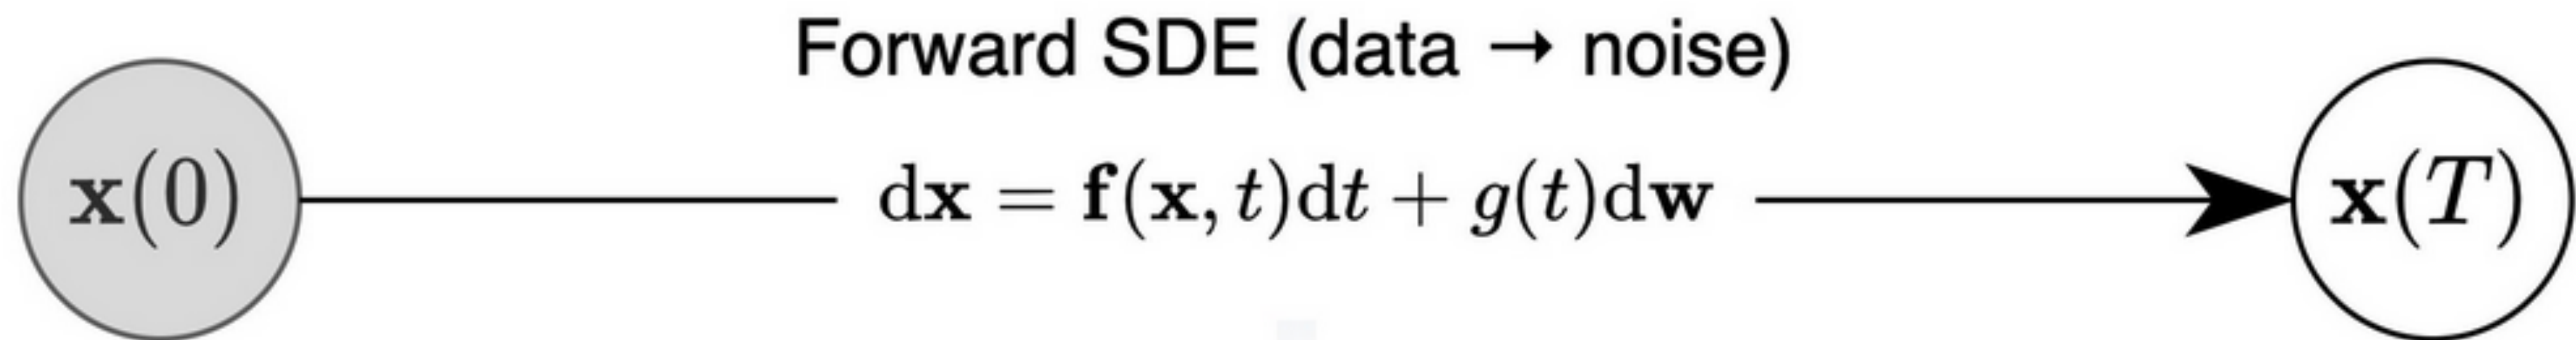 Forward SDE (data → noise)
x(0)
dx = f(x, t)dt + g(t)dw
x(T)